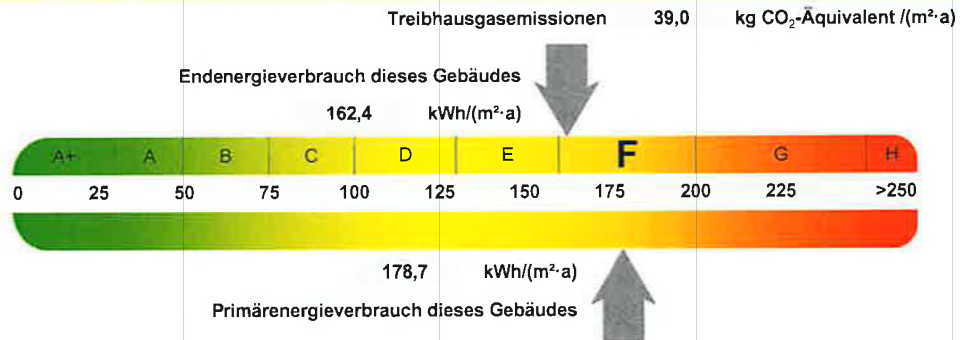 Treibhausgasemissionen 39,0 kg CO₂-Äquivalent /(m²·a)
Endenergieverbrauch dieses Gebäudes
162,4 kWh/(m²·a)
A+ A B C D E F G H
0 25 50 75 100 125 150 175 200 225 >250
178,7 kWh/(m²·a)
Primärenergieverbrauch dieses Gebäudes